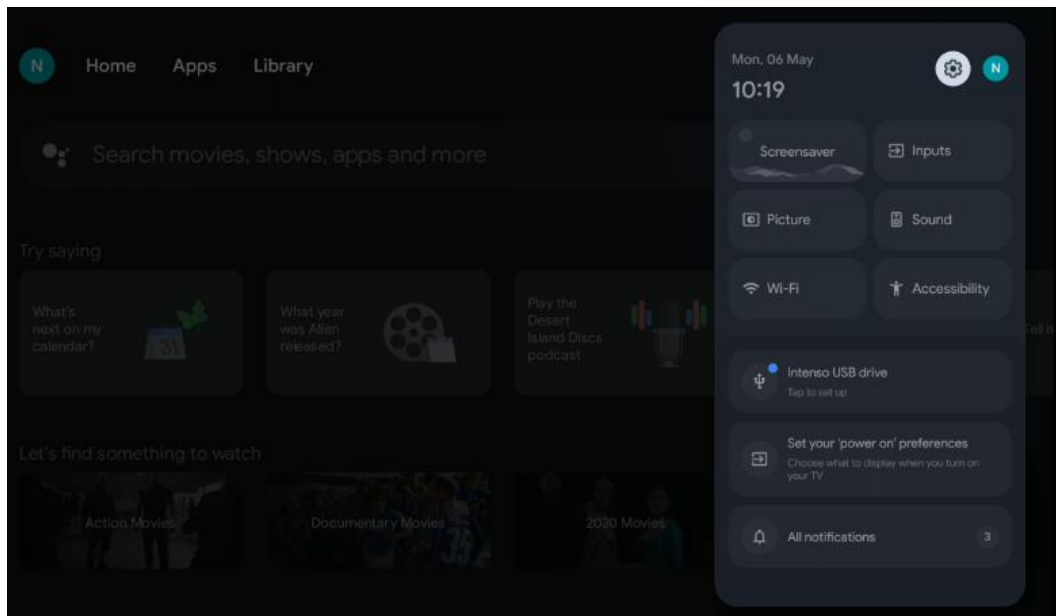 N
Home
Apps
Library
Search movies, shows, apps and more
Try saying
What's
next on my
calendar?
31
What year
was Alien
released?
Play the
Desert
Island Discs
podcast
Let's find something to watch
Action Movies
Documentary Movies
2020 Movies
Mon, 06 May
10:19
N
Screensaver
Inputs
Picture
Sound
Wi-Fi
Accessibility
Intenso USB drive
Tap to set up
Set your 'power on' preferences
Choose what to display when you turn on
your TV
All notifications
3